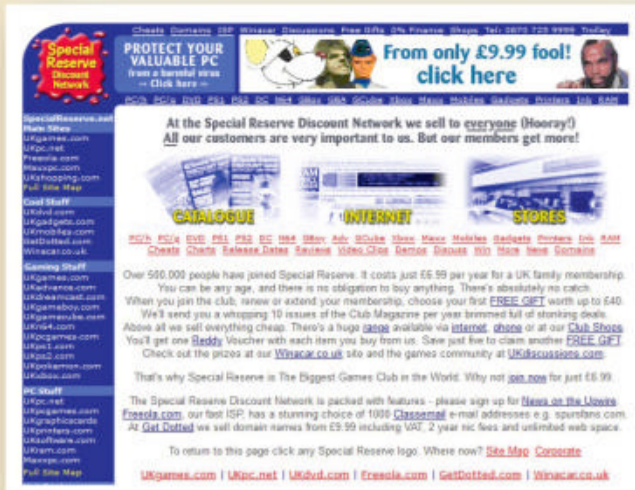 Cheats Domains ISP Winacar Discussions Free Gifts 0% Finance Shops Tel: 0870 725 9999 Trolley
Special
Reserve
Discount
Network
PROTECT YOUR
VALUABLE PC
from a harmful virus
Click here
From only £9.99 fool!
click here
PC/h PC/g DVD PS1 PS2 DC N64 GBox GBA GCube Xbox Maxx Mobiles Gadgets Printers Ink RAM
SpecialReserve.net
Main Sites
UKgames.com
UKpc.net
Freeola.com
Maxxpc.com
UKshopping.com
Full Site Map
Cool Stuff
UKdvd.com
UKgadgets.com
UKmobiles.com
GetDotted.com
Winacar.co.uk
Gaming Stuff
UKgames.com
UKadvance.com
UKdreamcast.com
UKgameboy.com
UKgamecube.com
UKn64.com
UKpcgames.com
UKps1.com
UKps2.com
UKpokemon.com
UKxbox.com
PC Stuff
UKpc.net
UKpcgames.com
UKgraphiccards
UKprinters.com
UKsoftware.com
UKram.com
Maxxpc.com
Full Site Map
At the Special Reserve Discount Network we sell to everyone (Hooray!)
All our customers are very important to us. But our members get more!
CATALOGUE
INTERNET
STORES
PC/h PC/g DVD PS1 PS2 DC N64 GBoy Adv GCube Xbox Maxx Mobiles Gadgets Printers Ink RAM
Cheats Charts Release Dates Reviews Video Clips Demos Discuss Win More News Domains
Over 500,000 people have joined Special Reserve. It costs just £6.99 per year for a UK family membership.
You can be any age, and there is no obligation to buy anything. There's absolutely no catch.
When you join the club, renew or extend your membership, choose your first FREE GIFT worth up to £40.
We'll send you a whopping 10 issues of the Club Magazine per year brimmed full of stonking deals.
Above all we sell everything cheap. There's a huge range available via internet, phone or at our Club Shops.
You'll get one Reddy Voucher with each item you buy from us. Save just five to claim another FREE GIFT
Check out the prizes at our Winacar.co.uk site and the games community at UKdiscussions.com!
That's why Special Reserve is The Biggest Games Club in the World. Why not join now for just £6.99.
The Special Reserve Discount Network is packed with features - please sign up for News on the Upwire.
Freeola.com, our fast ISP, has a stunning choice of 1000 Classemail e-mail addresses e.g. spursfans.com.
At Get Dotted we sell domain names from £9.99 including VAT, 2 year nic fees and unlimited web space.
To return to this page click any Special Reserve logo. Where now? Site Map Corporate
UKgames.com | UKpc.net | UKdvd.com | Freeola.com | GetDotted.com | Winacar.co.uk